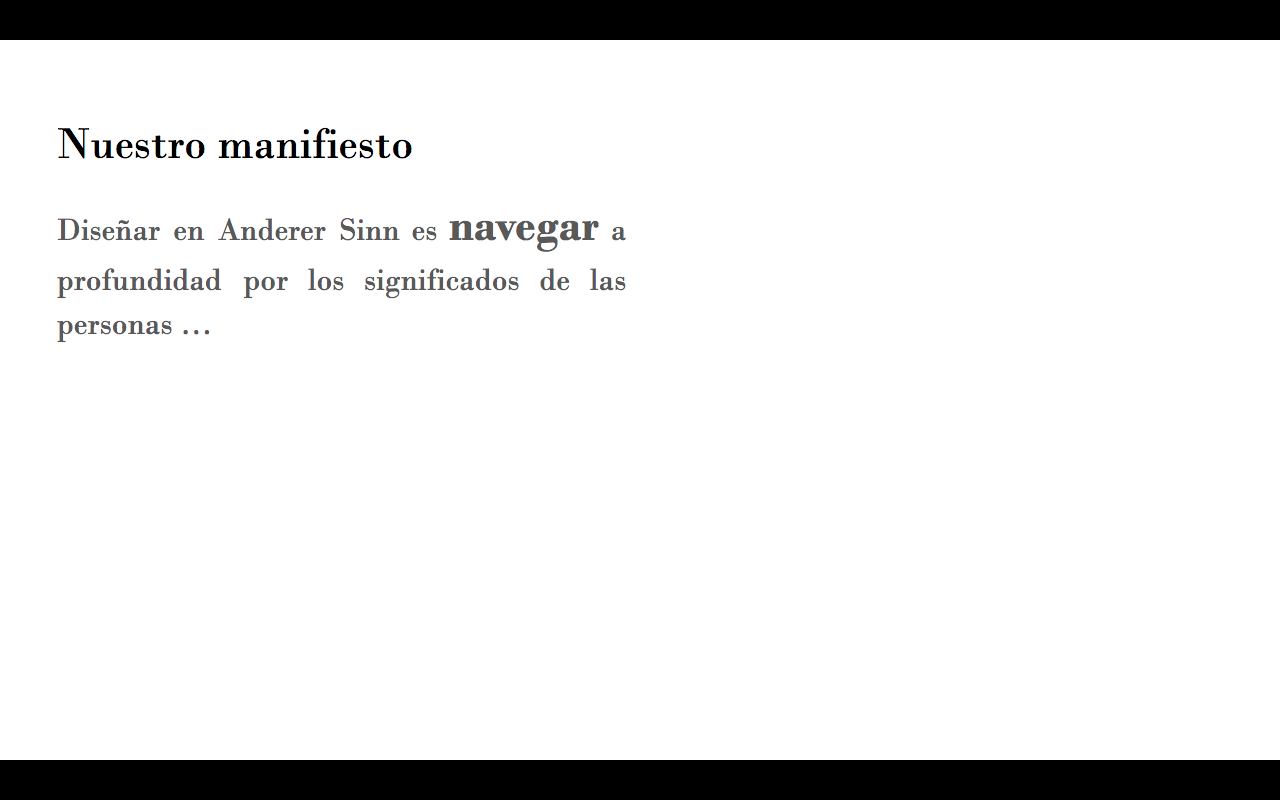 Nuestro manifiesto
Diseñar en Anderer Sinn es navegar a
profundidad por los significados de las
personas ...